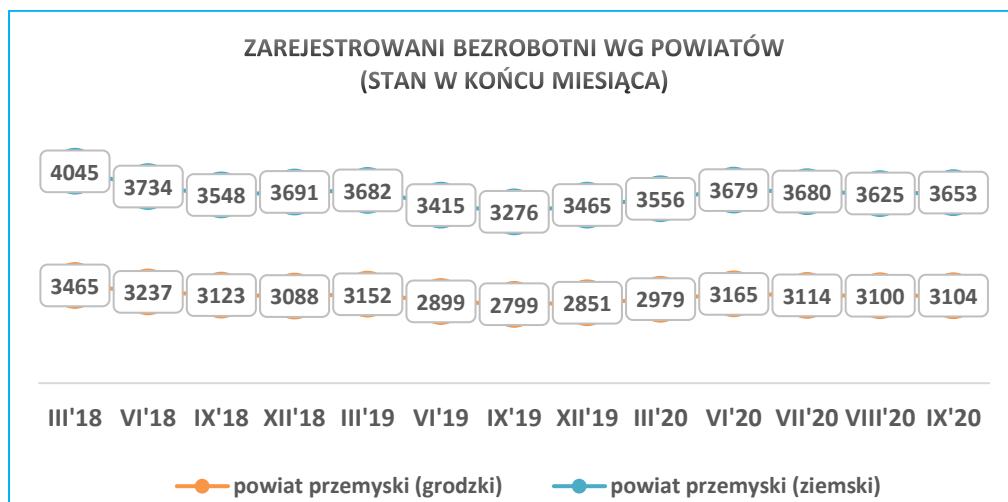 ZAREJESTROWANI BEZROBOTNI WG POWIATÓW
(STAN W KOŃCU MIESIĄCA)
4045 3734 3548 3691 3682 3415 3276 3465 3556 3679 3680 3625 3653
3465 3237 3123 3088 3152 2899 2799 2851 2979 3165 3114 3100 3104
III'18 VI'18 IX'18 XII'18 III'19 VI'19 IX'19 XII'19 III'20 VI'20 VII'20 VIII'20 IX'20
powiat przemyski (grodzki) powiat przemyski (ziemski)